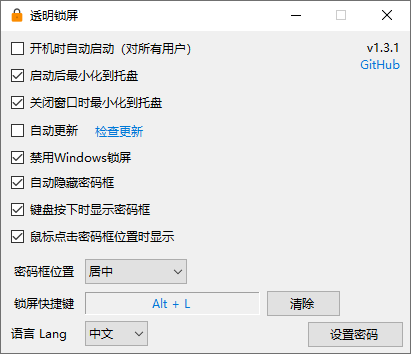 透明锁屏
开机时自动启动（对所有用户）
v1.3.1
启动后最小化到托盘
GitHub
关闭窗口时最小化到托盘
自动更新 检查更新
禁用Windows锁屏
自动隐藏密码框
键盘按下时显示密码框
鼠标点击密码框位置时显示
密码框位置 居中
锁屏快捷键 Alt + L 清除
语言 Lang 中文 设置密码